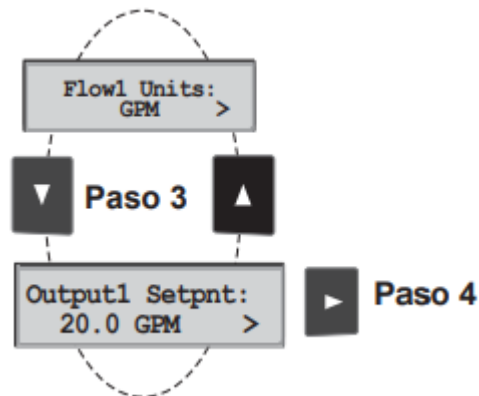 Flow1 Units:
GPM >
Paso 3
Output1 Setpnt:
20.0 GPM >
Paso 4